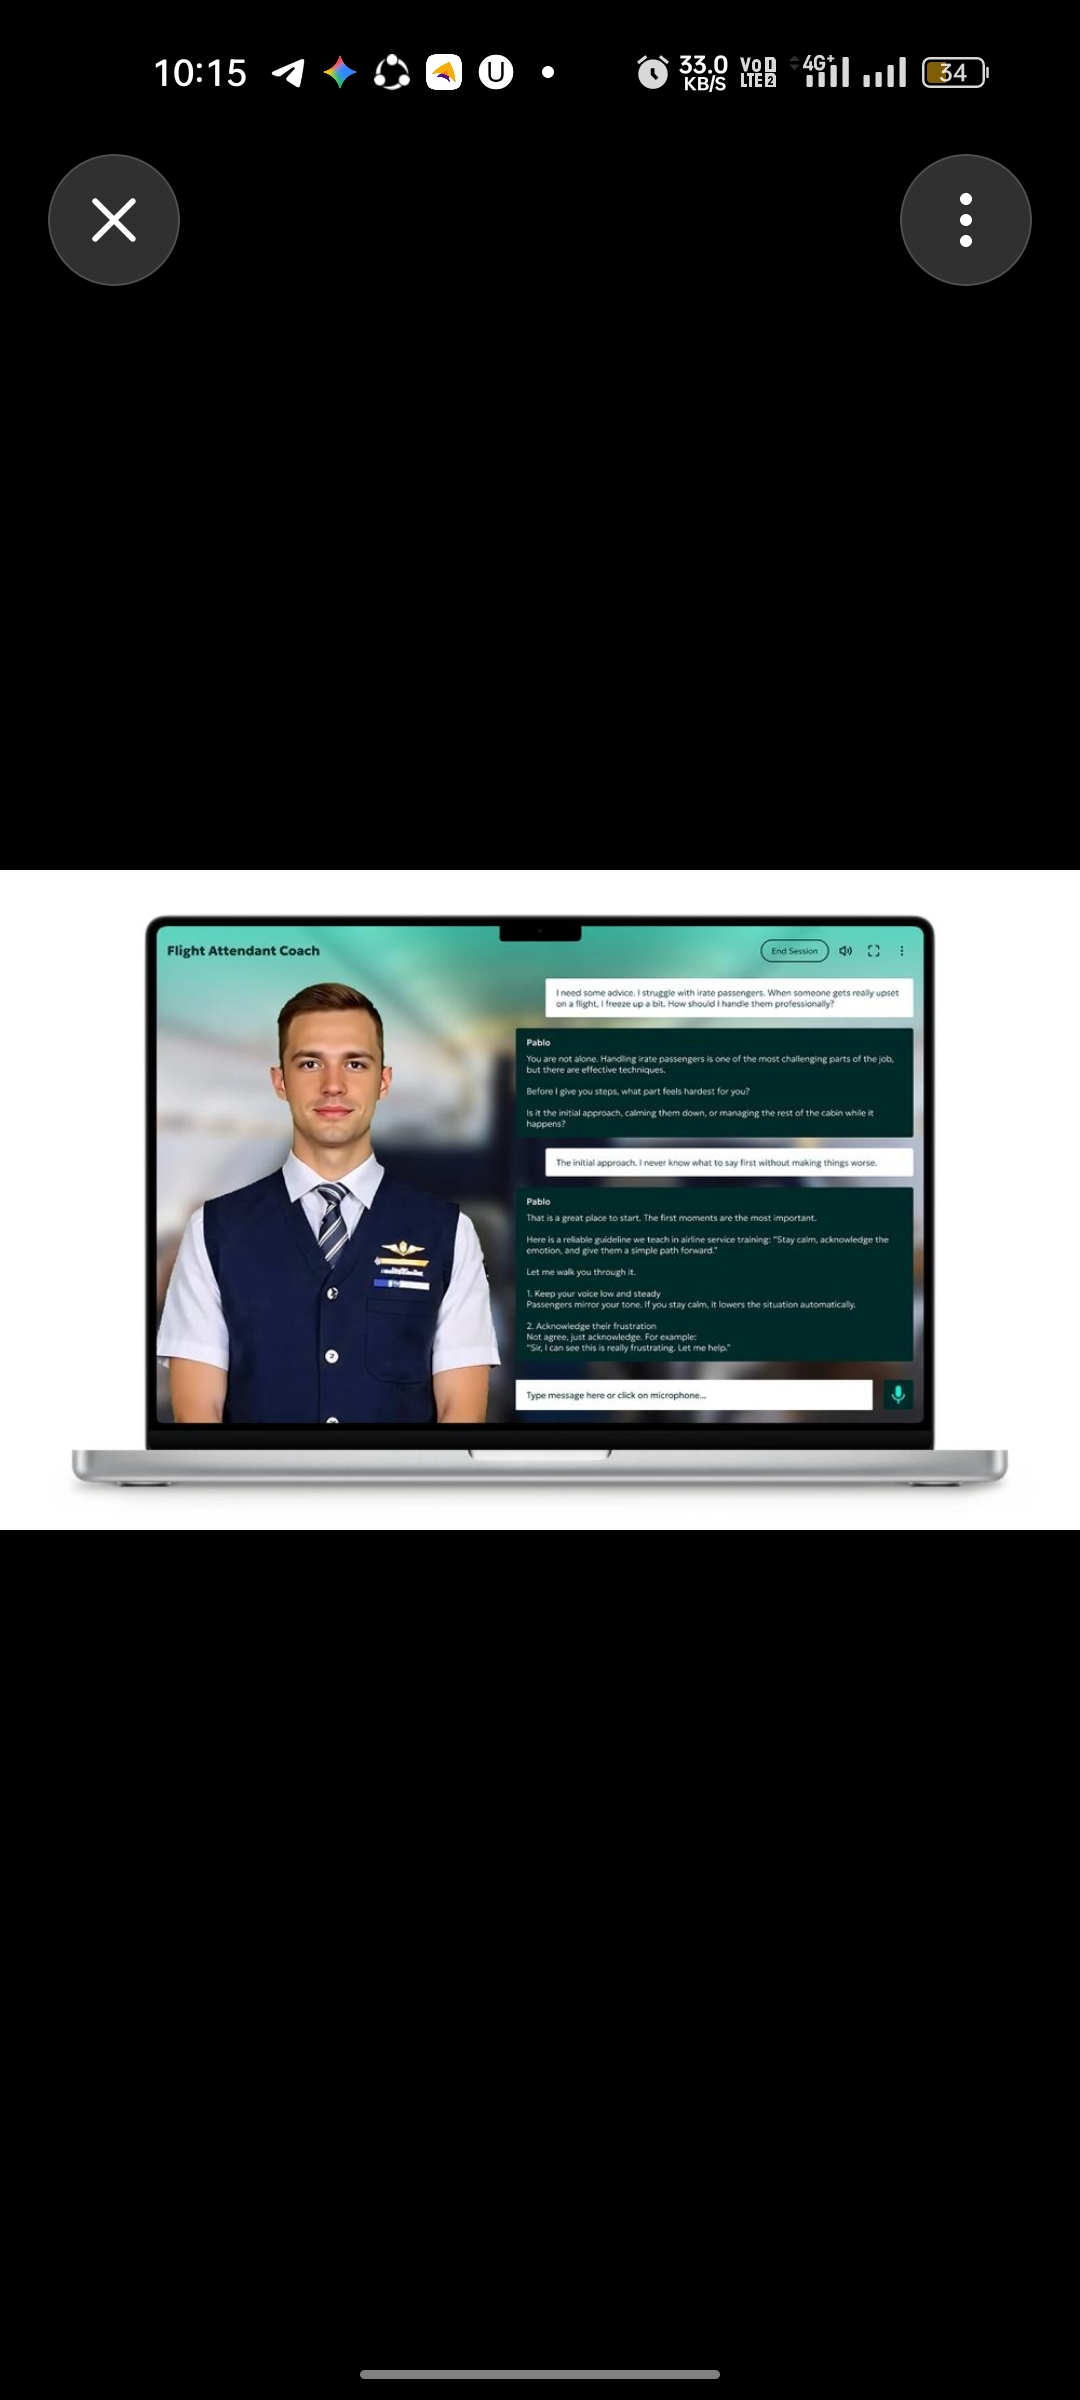 10:15
33.0
KB/S
Vo 1
LTE 2
4G+
34
Flight Attendant Coach
End Session
I need some advice. I struggle with irate passengers. When someone gets really upset
on a flight, I freeze up a bit. How should I handle them professionally?
Pablo
You are not alone. Handling irate passengers is one of the most challenging parts of the job,
but there are effective techniques.
Before I give you steps, what part feels hardest for you?
Is it the initial approach, calming them down, or managing the rest of the cabin while it
happens?
The initial approach. I never know what to say first without making things worse.
Pablo
That is a great place to start. The first moments are the most important.
Here is a reliable guideline we teach in airline service training: “Stay calm, acknowledge the
emotion, and give them a simple path forward.”
Let me walk you through it.
1. Keep your voice low and steady
Passengers mirror your tone. If you stay calm, it lowers the situation automatically.
2. Acknowledge their frustration
Not agree, just acknowledge. For example:
“Sir, I can see this is really frustrating. Let me help.”
Type message here or click on microphone...